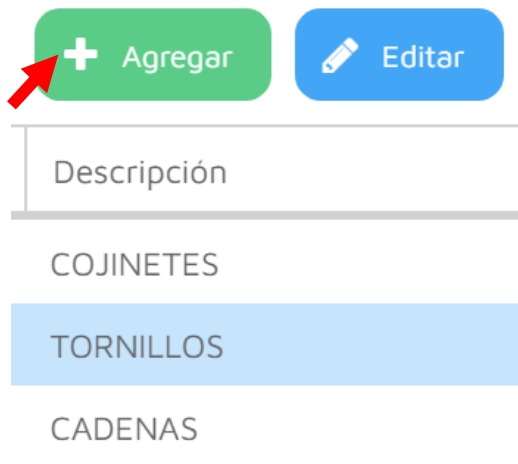 Agregar Editar
Descripción
COJINETES
TORNILLOS
CADENAS